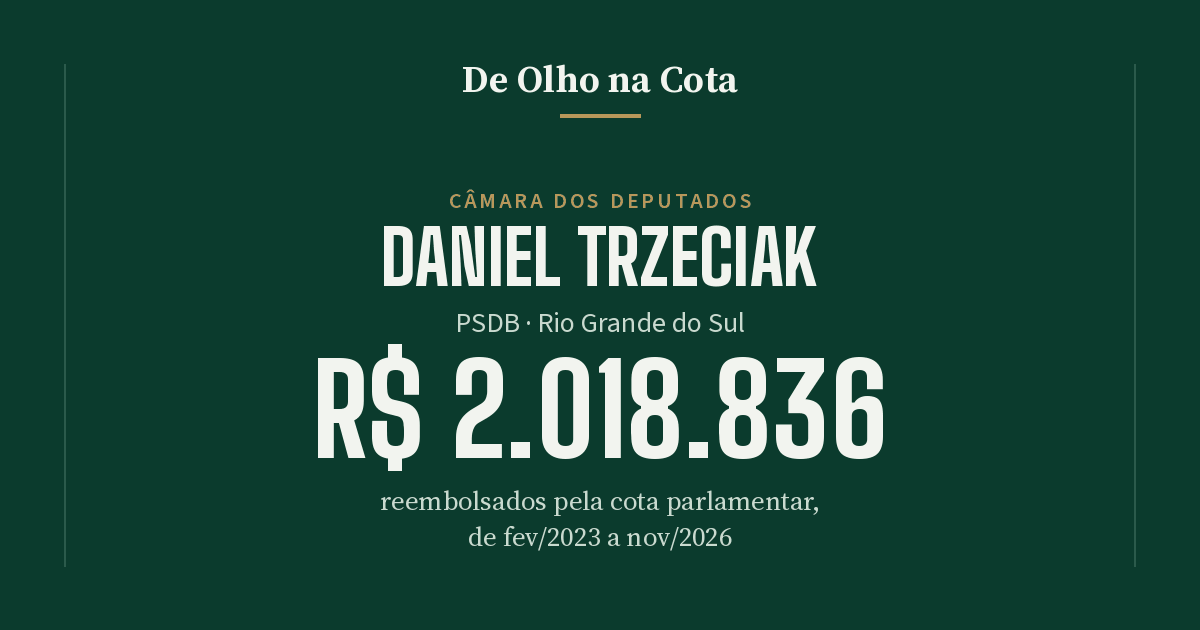 De Olho na Cota
CÂMARA DOS DEPUTADOS
DANIEL TRZECIAK
PSDB · Rio Grande do Sul
R$ 2.018.836
reembolsados pela cota parlamentar,
de fev/2023 a nov/2026